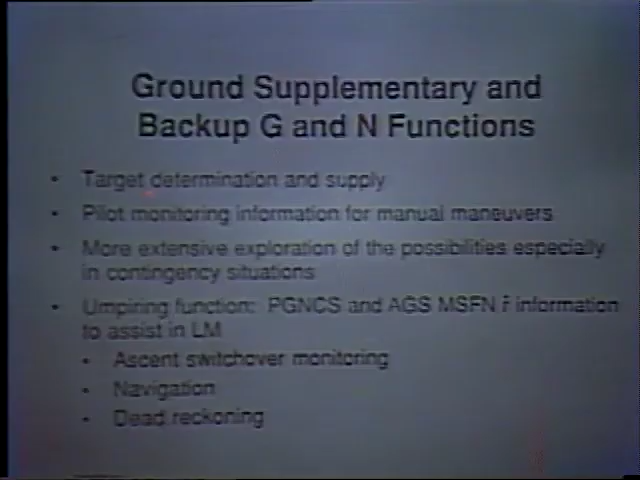 Ground Supplementary and
Backup G and N Functions
• Target determination and supply
• Pilot monitoring information for manual maneuvers
• More extensive exploration of the possibilities especially
in contingency situations
• Umpiring function: PGNCS and AGS MSFN ṙ information
to assist in LM
• Ascent switchover monitoring
• Navigation
• Dead reckoning